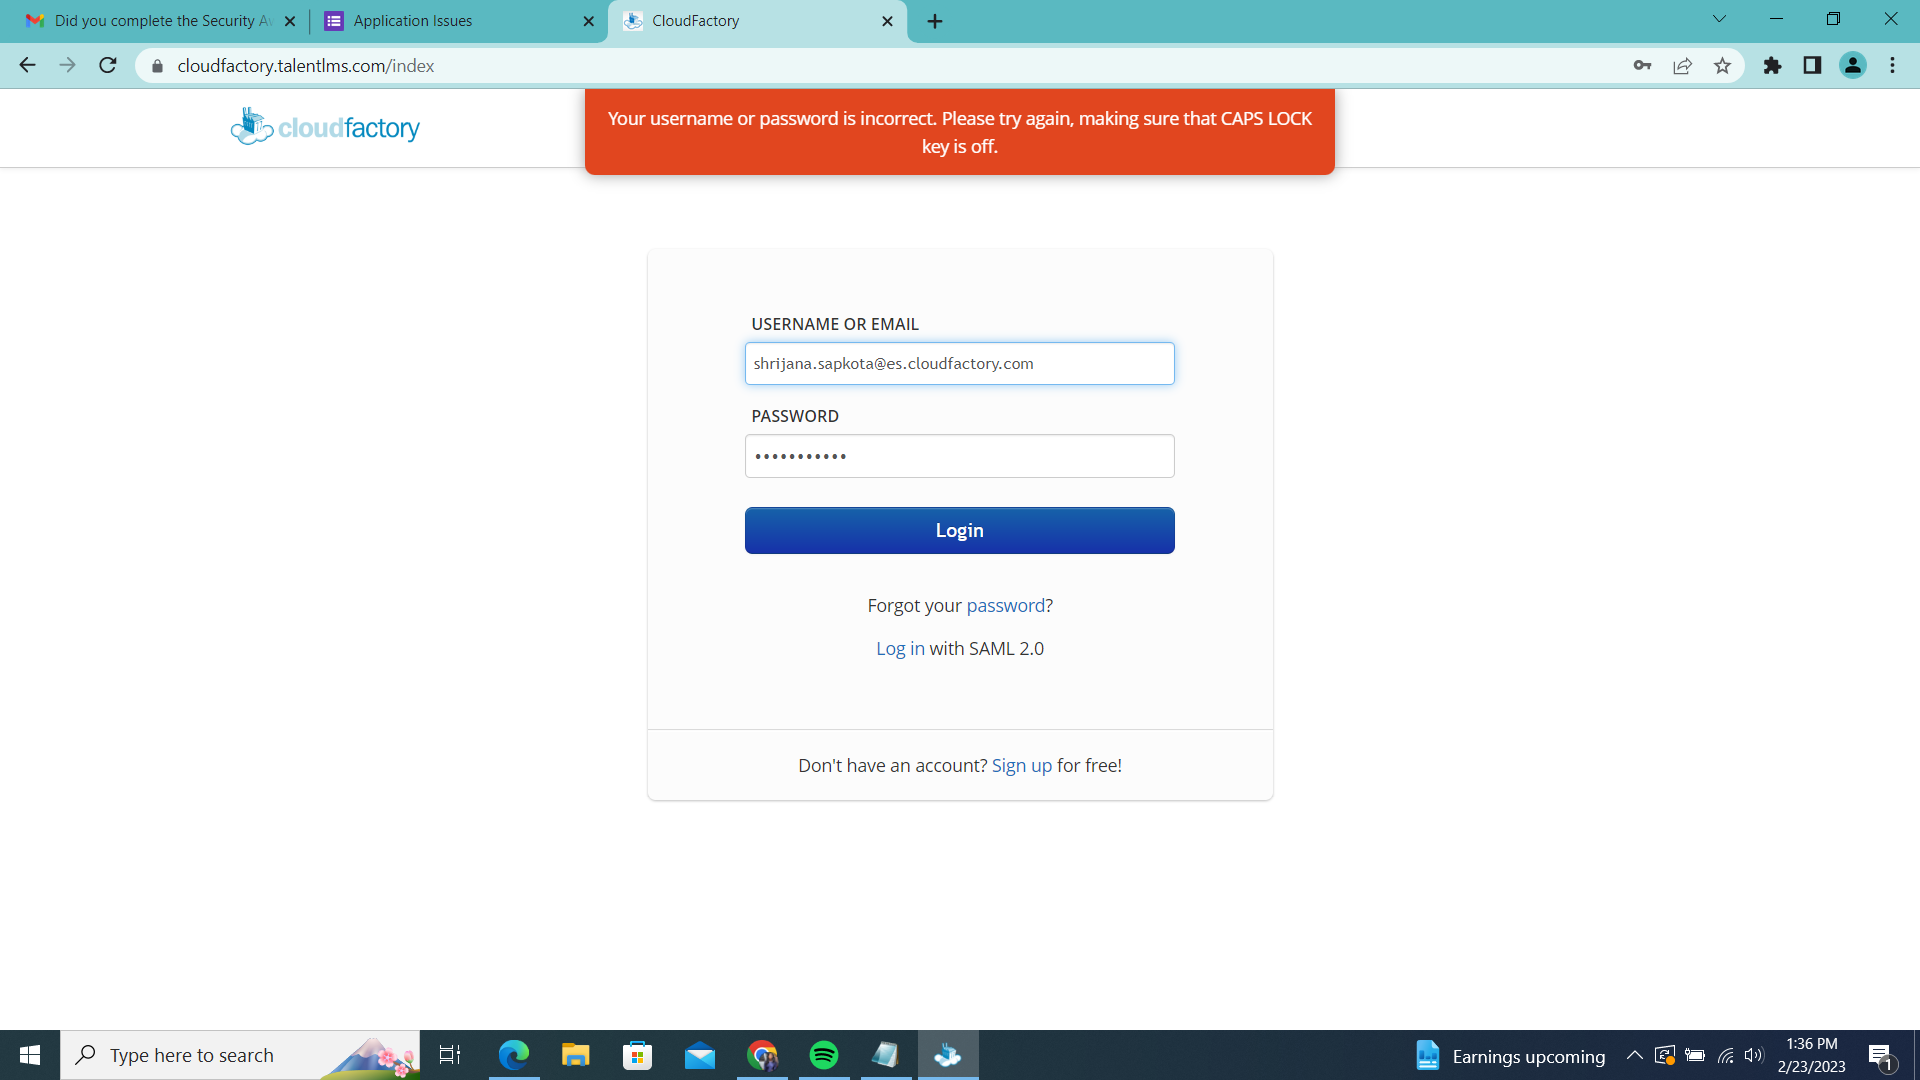 Did you complete the Security Aw
Application Issues
CloudFactory
cloudfactory.talentlms.com/index
cloudfactory
Your username or password is incorrect. Please try again, making sure that CAPS LOCK
key is off.
USERNAME OR EMAIL
shrijana.sapkota@es.cloudfactory.com
PASSWORD
•••••••••••
Login
Forgot your password?
Log in with SAML 2.0
Don't have an account? Sign up for free!
Type here to search
Earnings upcoming
1:36 PM
2/23/2023
1